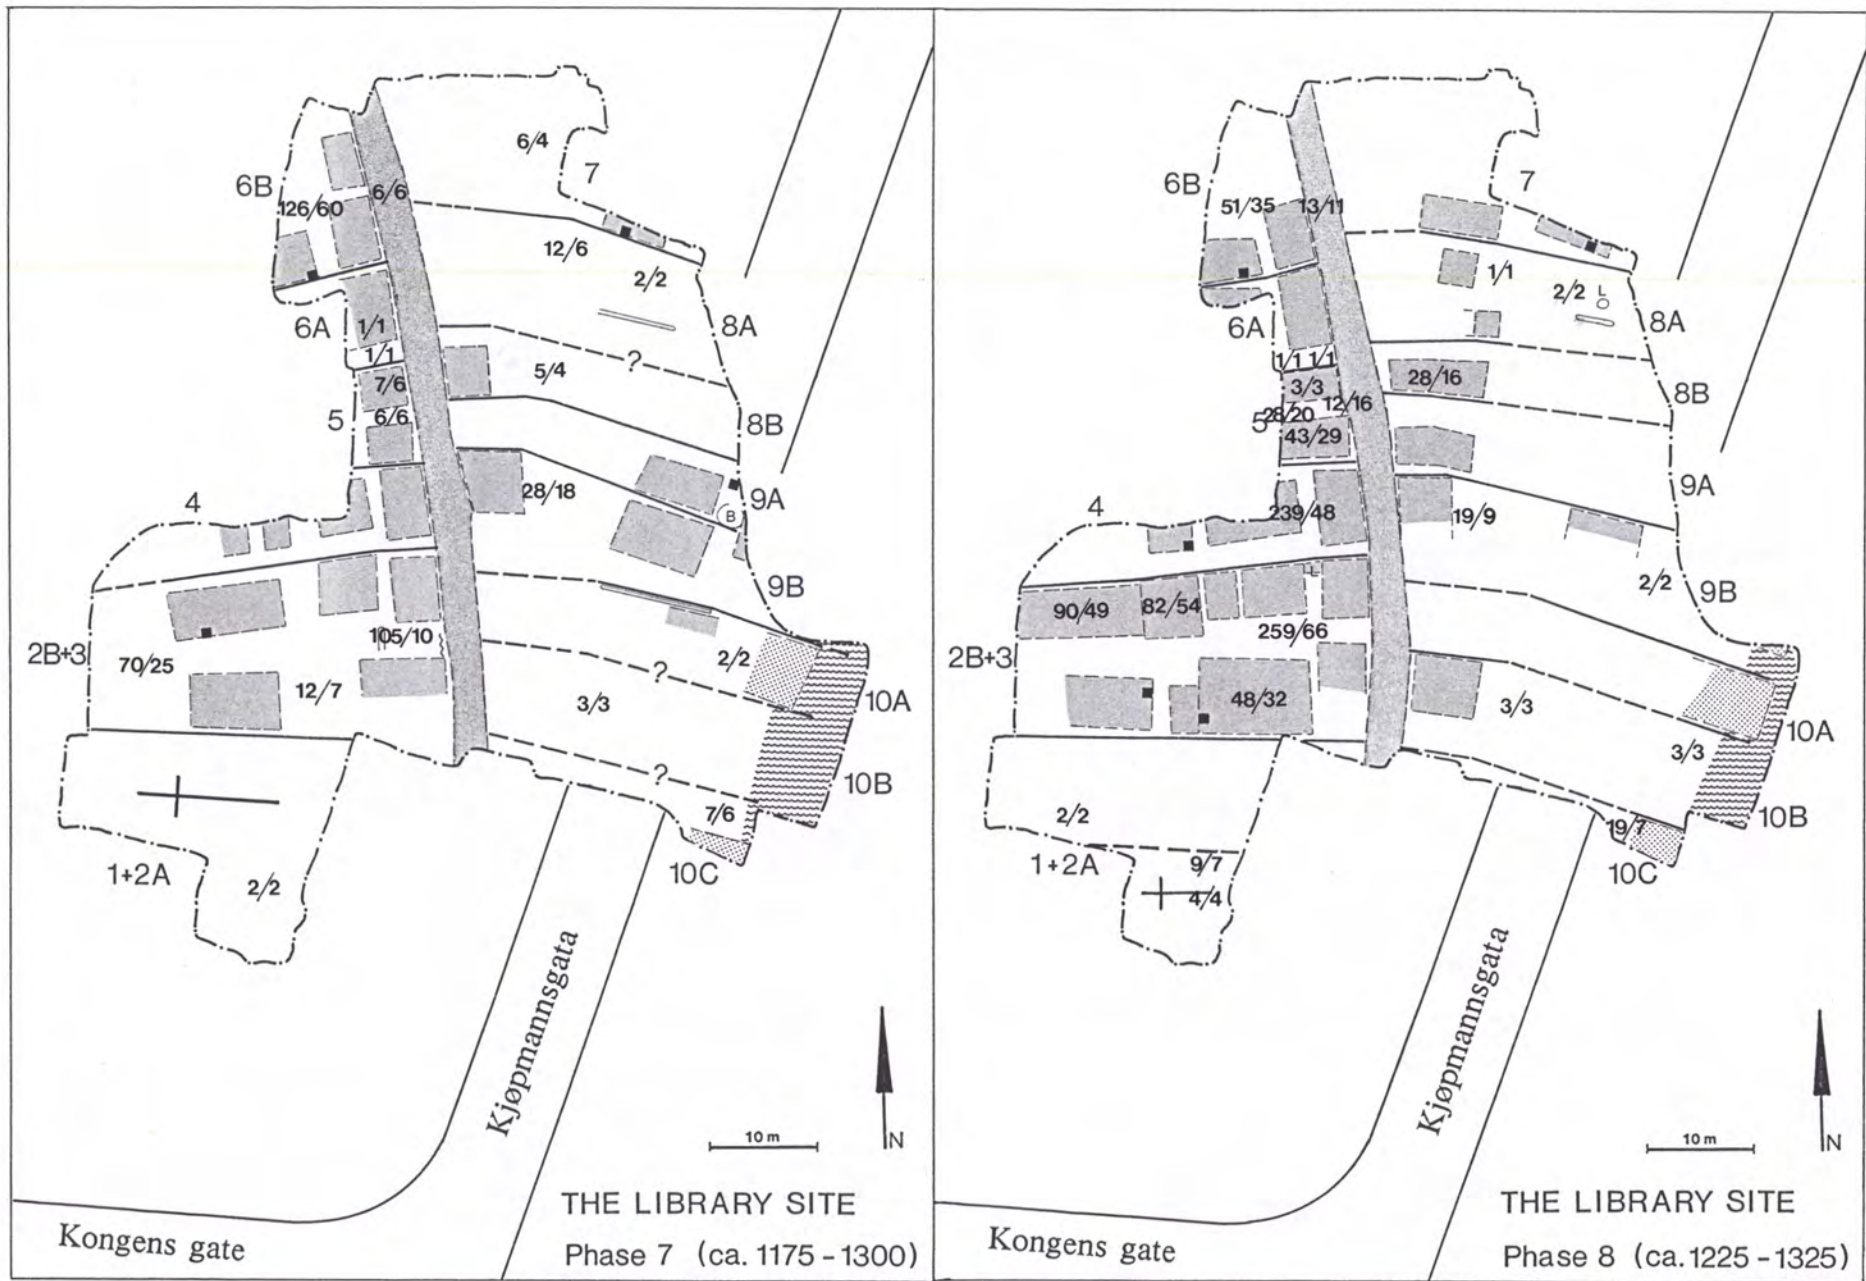 6/4
7
6B
126/60
6/6
12/6
2/2
6A
1/1
8A
1/1
?
7/6
5/4
5
6/6
8B
4
28/18
9A
B
9B
105/10
2B+3
70/25
2/2
?
12/7
3/3
10A
?
10B
7/6
1+2A
2/2
10C
Kjøpmannsgata
N
10 m
THE LIBRARY SITE
Kongens gate
Phase 7 (ca. 1175 - 1300)
6B
7
51/35
13/11
1/1
2/2
L
6A
8A
1/1 1/1
3/3
28/16
12/16
8B
5
28/20
43/29
9A
4
239/48
19/9
2/2
9B
90/49
82/54
259/66
2B+3
48/32
3/3
10A
3/3
2/2
10B
19/7
1+2A
9/7
4/4
10C
Kjøpmannsgata
N
10 m
THE LIBRARY SITE
Kongens gate
Phase 8 (ca. 1225 - 1325)